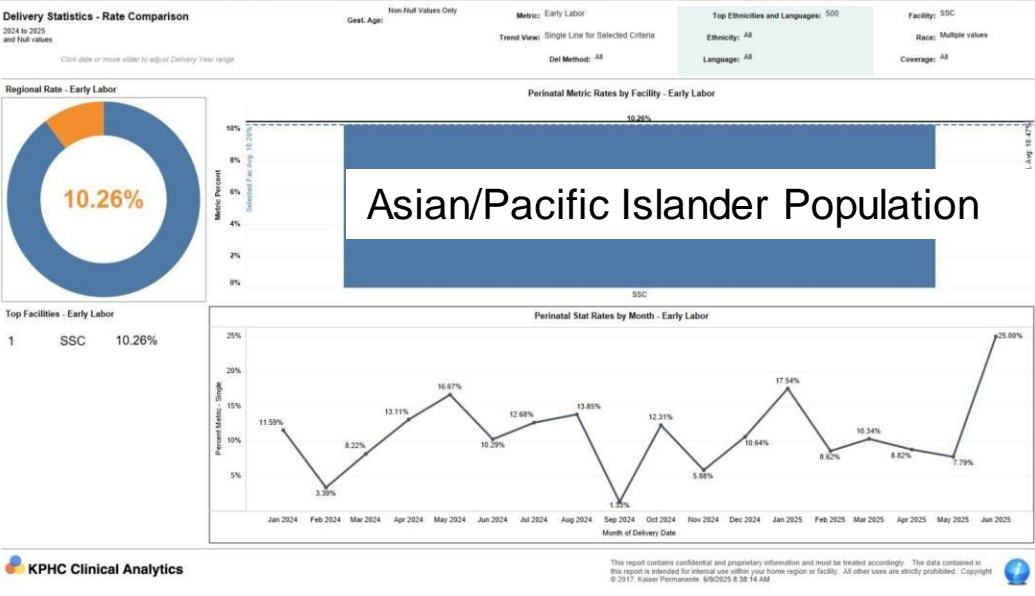 Delivery Statistics - Rate Comparison
2024 to 2025
and Null values
Click date or move slider to adjust Delivery Year range.
Gest. Age: Non-Null Values Only
Metric: Early Labor
Trend View: Single Line for Selected Criteria
Del Method: All
Top Ethnicities and Languages: 500
Ethnicity: All
Language: All
Facility: SSC
Race: Multiple values
Coverage: All
Regional Rate - Early Labor
10.26%
Perinatal Metric Rates by Facility - Early Labor
10.26%
Metric Percent
10%
8%
6%
4%
2%
0%
Selected Fac Avg: 10.26%
Avg: 10.47%
Asian/Pacific Islander Population
SSC
Top Facilities - Early Labor
1 SSC 10.26%
Perinatal Stat Rates by Month - Early Labor
Percent Metric - Single
25%
20%
15%
10%
5%
11.59%
3.39%
8.22%
13.11%
16.67%
10.29%
12.68%
13.85%
1.33%
12.31%
5.88%
10.64%
17.54%
8.62%
10.34%
8.82%
7.79%
25.00%
Jan 2024 Feb 2024 Mar 2024 Apr 2024 May 2024 Jun 2024 Jul 2024 Aug 2024 Sep 2024 Oct 2024 Nov 2024 Dec 2024 Jan 2025 Feb 2025 Mar 2025 Apr 2025 May 2025 Jun 2025
Month of Delivery Date
KPHC Clinical Analytics
This report contains confidential and proprietary information and must be treated accordingly. The data contained in
this report is intended for internal use within your home region or facility. All other uses are strictly prohibited. Copyright
© 2017, Kaiser Permanente. 6/9/2025 8:38:14 AM